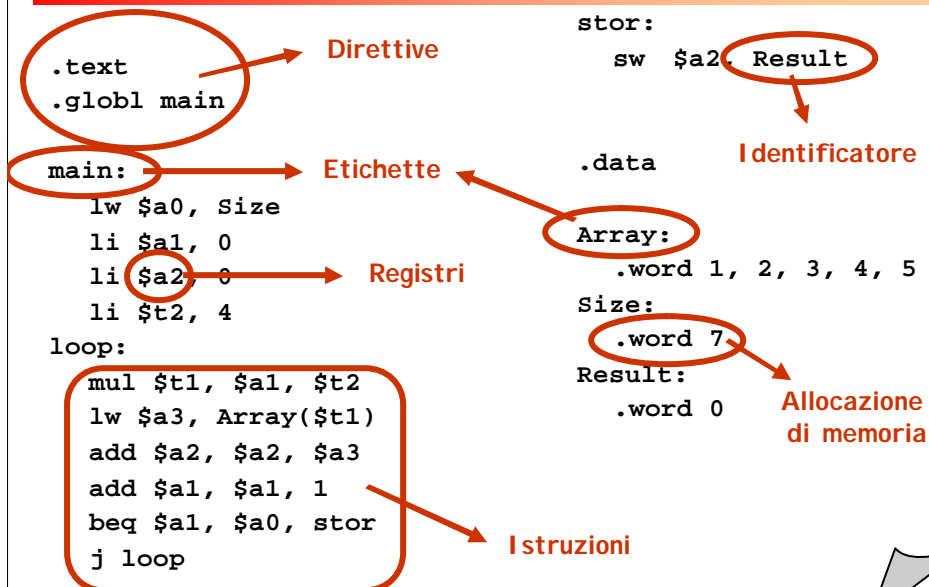 .text
.globl main
Direttive
main:
Etichette
lw $a0, Size
li $a1, 0
li $a2, 0
Registri
li $t2, 4
loop:
mul $t1, $a1, $t2
lw $a3, Array($t1)
add $a2, $a2, $a3
add $a1, $a1, 1
beq $a1, $a0, stor
j loop
Istruzioni
stor:
sw $a2, Result
Identificatore
.data
Array:
.word 1, 2, 3, 4, 5
Size:
.word 7
Result:
.word 0
Allocazione
di memoria